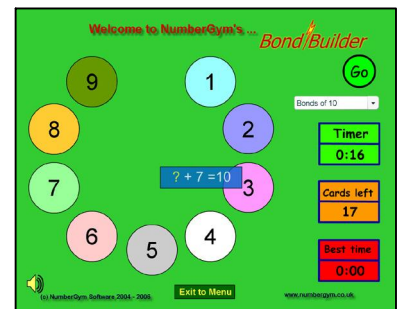 Welcome to NumberGym's ...
Bond Builder
Go
9
1
Bonds of 10
8
2
Timer
0:16
? + 7 =10
7
3
Cards left
17
6
4
5
Best time
0:00
Exit to Menu
(c) NumberGym Software 2004 - 2006
www.numbergym.co.uk